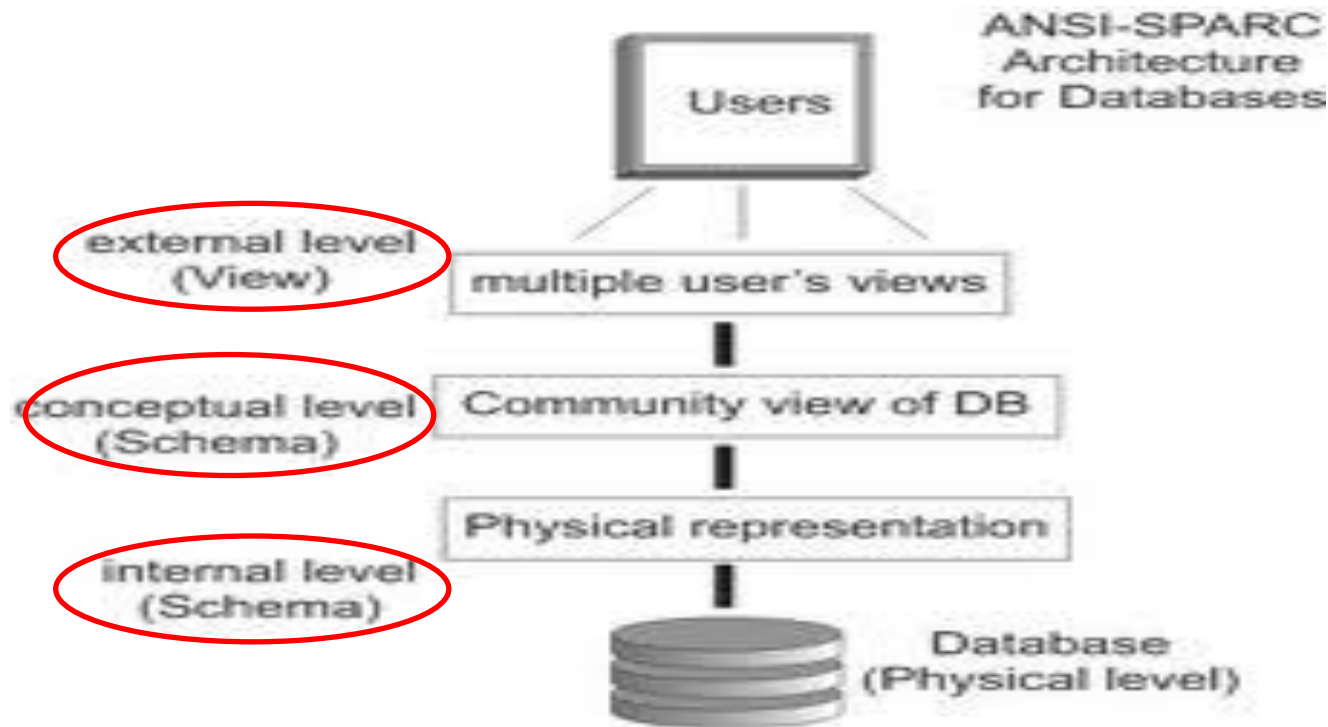 ANSI-SPARC
Architecture
for Databases
Users
external level
(View)
multiple user's views
conceptual level
(Schema)
Community view of DB
Physical representation
internal level
(Schema)
Database
(Physical level)